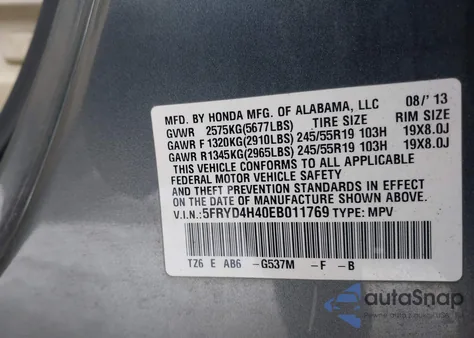 MFD. BY HONDA MFG. OF ALABAMA, LLC 08/'13
GVWR 2575KG(5677LBS) TIRE SIZE RIM SIZE
GAWR F 1320KG(2910LBS) 245/55R19 103H 19X8.0J
GAWR R1345KG(2965LBS) 245/55R19 103H 19X8.0J
THIS VEHICLE CONFORMS TO ALL APPLICABLE
FEDERAL MOTOR VEHICLE SAFETY
AND THEFT PREVENTION STANDARDS IN EFFECT ON
THE DATE OF MANUFACTURE SHOWN ABOVE.
V.I.N.:5FRYD4H40EB011769 TYPE: MPV
TZ6 E AB6 -G537M -F -B
autoSnap